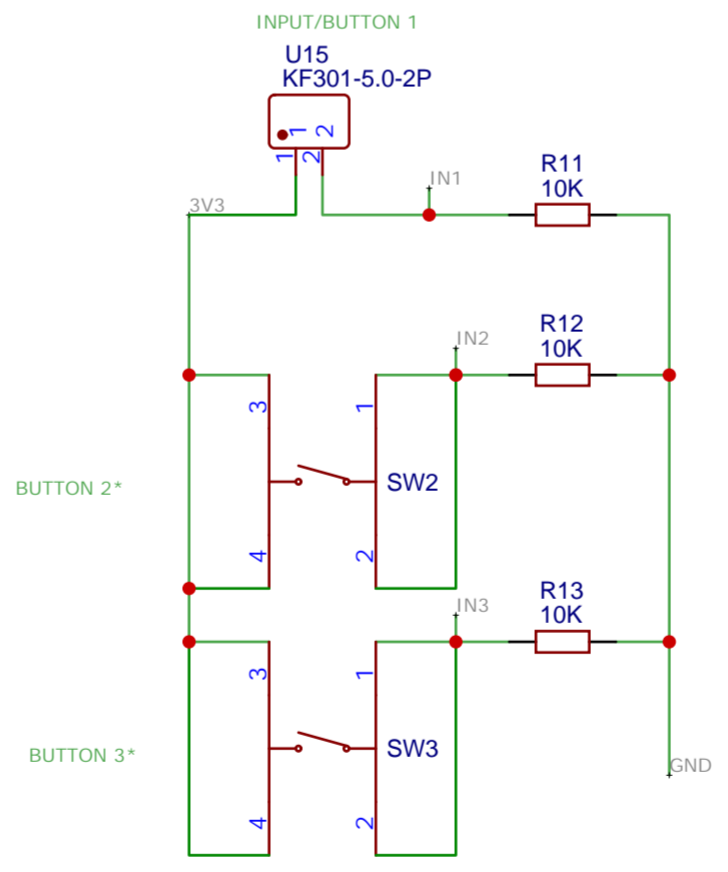 INPUT/BUTTON 1
U15
KF301-5.0-2P
1 2
1 2
IN1
R11
10K
3V3
IN2
R12
10K
3 1
BUTTON 2*
SW2
4 2
IN3
R13
10K
3 1
BUTTON 3*
SW3
GND
4 2